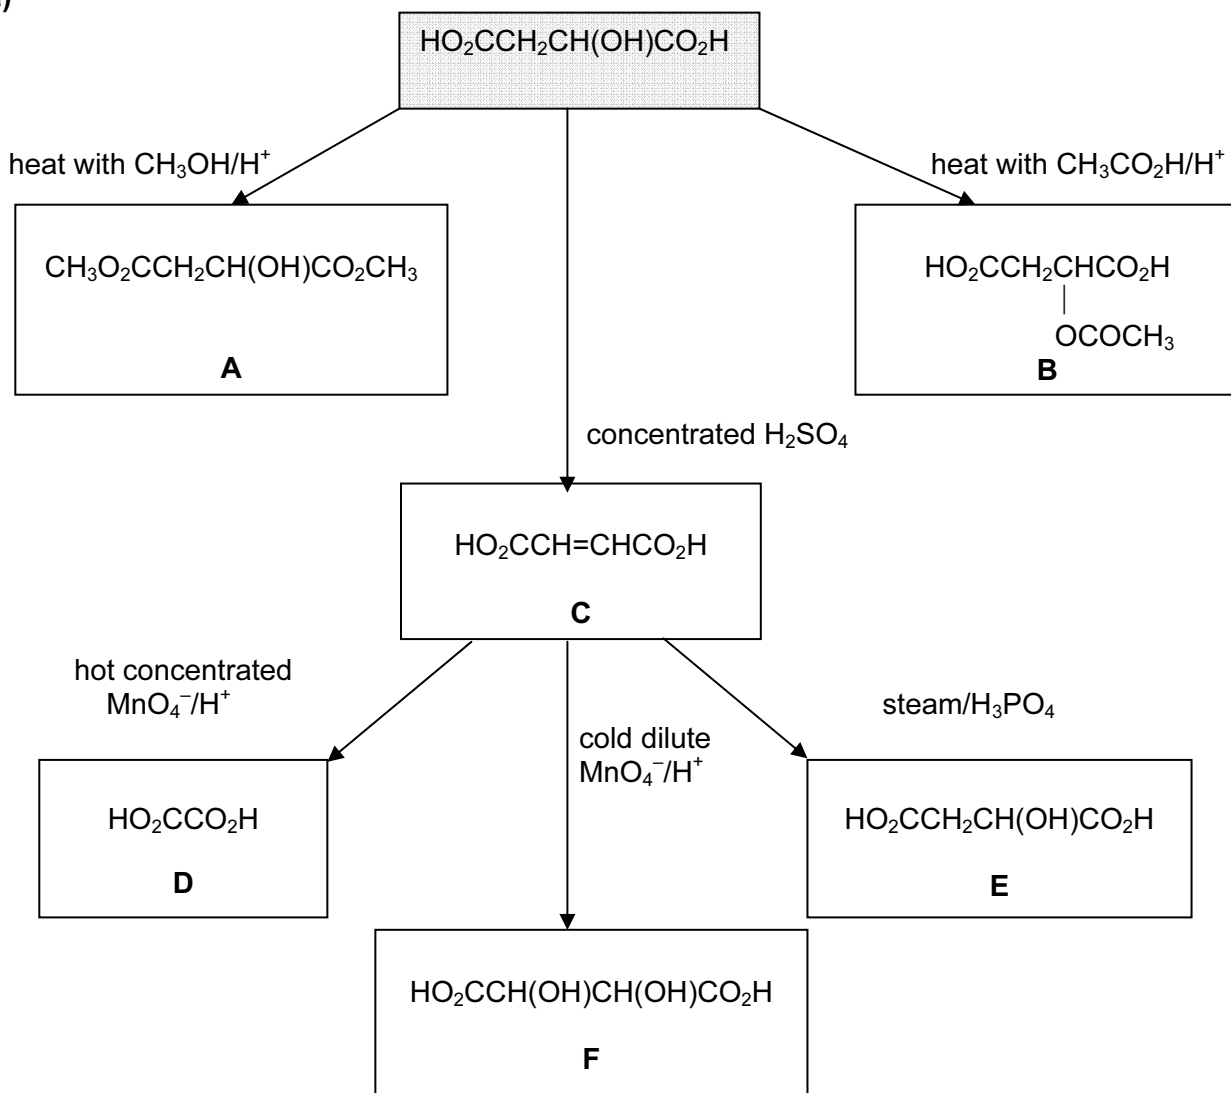 HO₂CCH₂CH(OH)CO₂H
heat with CH₃OH/H⁺
heat with CH₃CO₂H/H⁺
CH₃O₂CCH₂CH(OH)CO₂CH₃
A
HO₂CCH₂CHCO₂H
OCOCH₃
B
concentrated H₂SO₄
HO₂CCH=CHCO₂H
C
hot concentrated
MnO₄⁻/H⁺
cold dilute
MnO₄⁻/H⁺
steam/H₃PO₄
HO₂CCO₂H
D
HO₂CCH₂CH(OH)CO₂H
E
HO₂CCH(OH)CH(OH)CO₂H
F